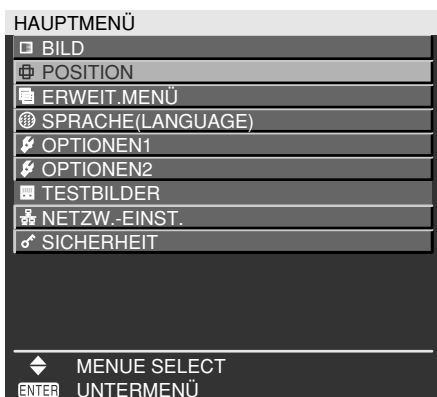 HAUPTMENÜ
BILD
POSITION
ERWEIT.MENÜ
SPRACHE(LANGUAGE)
OPTIONEN1
OPTIONEN2
TESTBILDER
NETZW.-EINST.
SICHERHEIT
MENUE SELECT
ENTER UNTERMENÜ